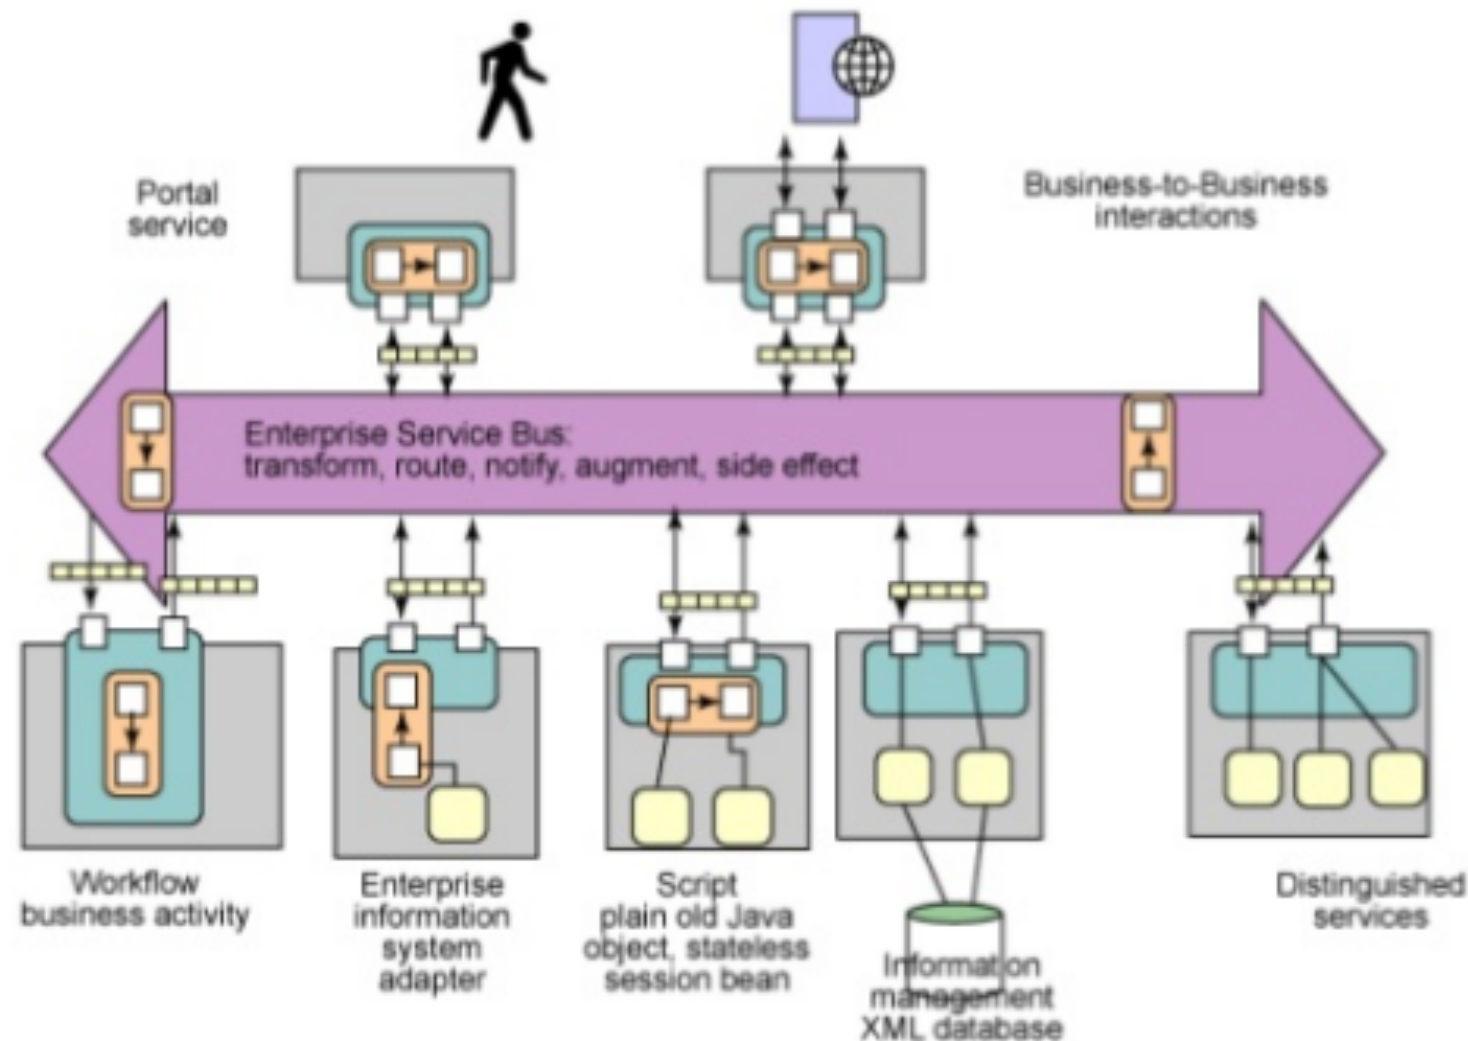 Portal
service
Business-to-Business
interactions
Enterprise Service Bus:
transform, route, notify, augment, side effect
Workflow
business activity
Enterprise
information
system
adapter
Script
plain old Java
object, stateless
session bean
Information
management
XML database
Distinguished
services